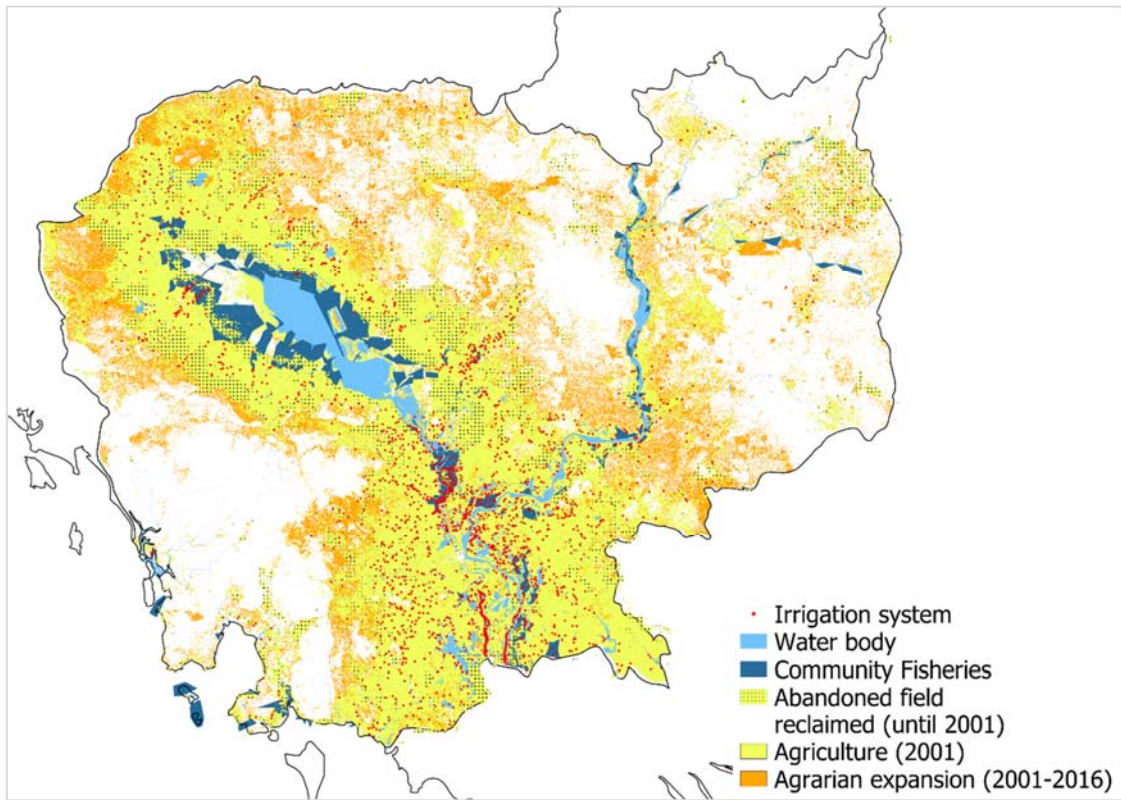 Irrigation system
Water body
Community Fisheries
Abandoned field
reclaimed (until 2001)
Agriculture (2001)
Agrarian expansion (2001-2016)